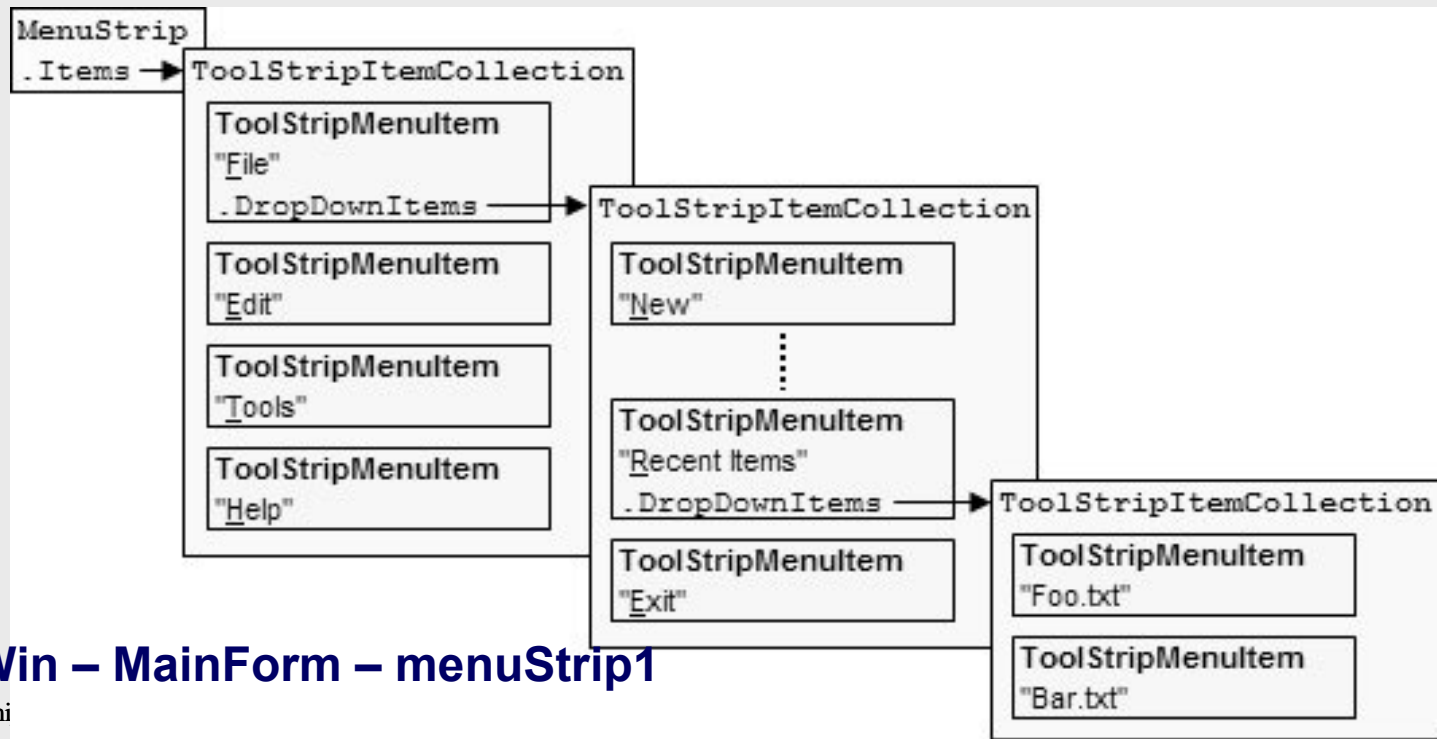 MenuStrip
.Items
ToolStripItemCollection
ToolStripMenuItem
"File"
.DropDownItems
ToolStripMenuItem
"Edit"
ToolStripMenuItem
"Tools"
ToolStripMenuItem
"Help"
ToolStripItemCollection
ToolStripMenuItem
"New"
ToolStripMenuItem
"Recent Items"
.DropDownItems
ToolStripMenuItem
"Exit"
ToolStripItemCollection
ToolStripMenuItem
"Foo.txt"
ToolStripMenuItem
"Bar.txt"
– MainForm – menuStrip1